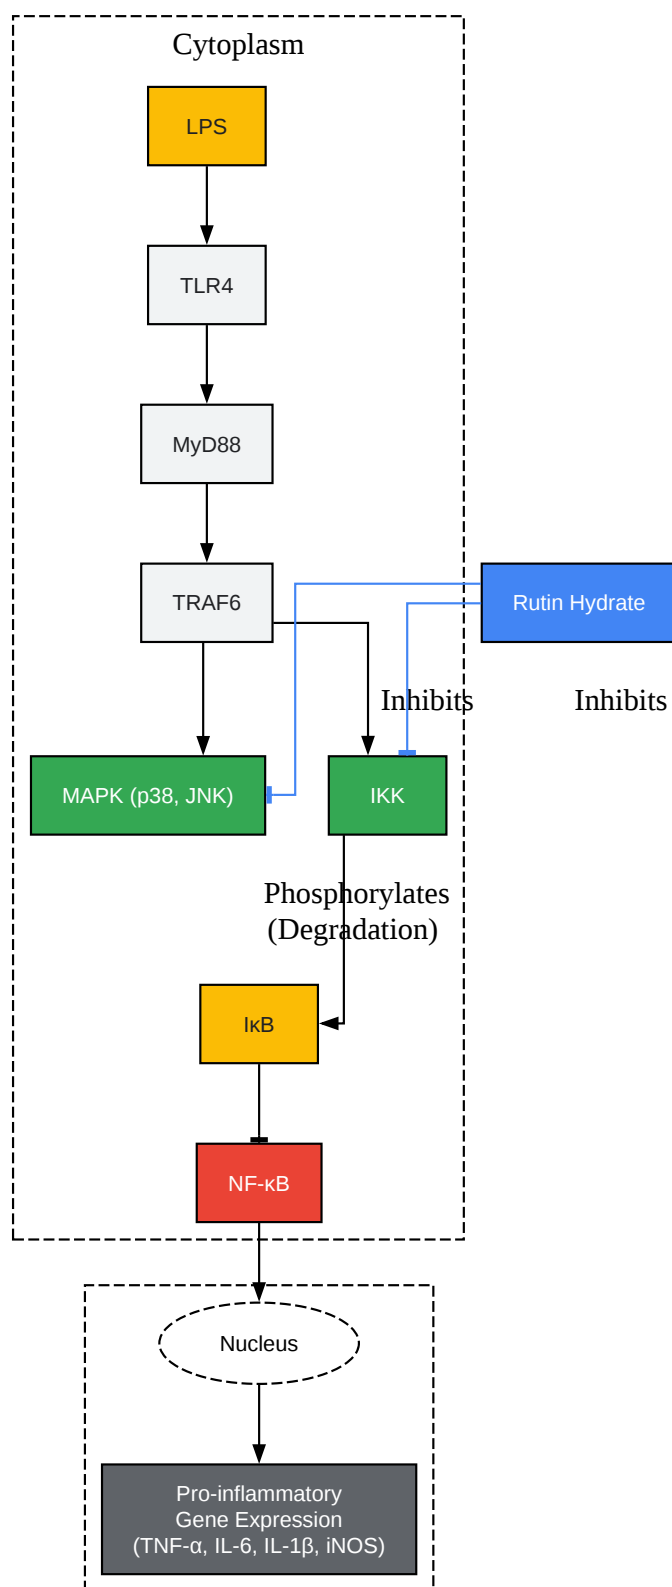 Cytoplasm
LPS
TLR4
MyD88
TRAF6
Rutin Hydrate
Inhibits
Inhibits
MAPK (p38, JNK)
IKK
Phosphorylates
(Degradation)
IκB
NF-κB
Nucleus
Pro-inflammatory
Gene Expression
(TNF-α, IL-6, IL-1β, iNOS)